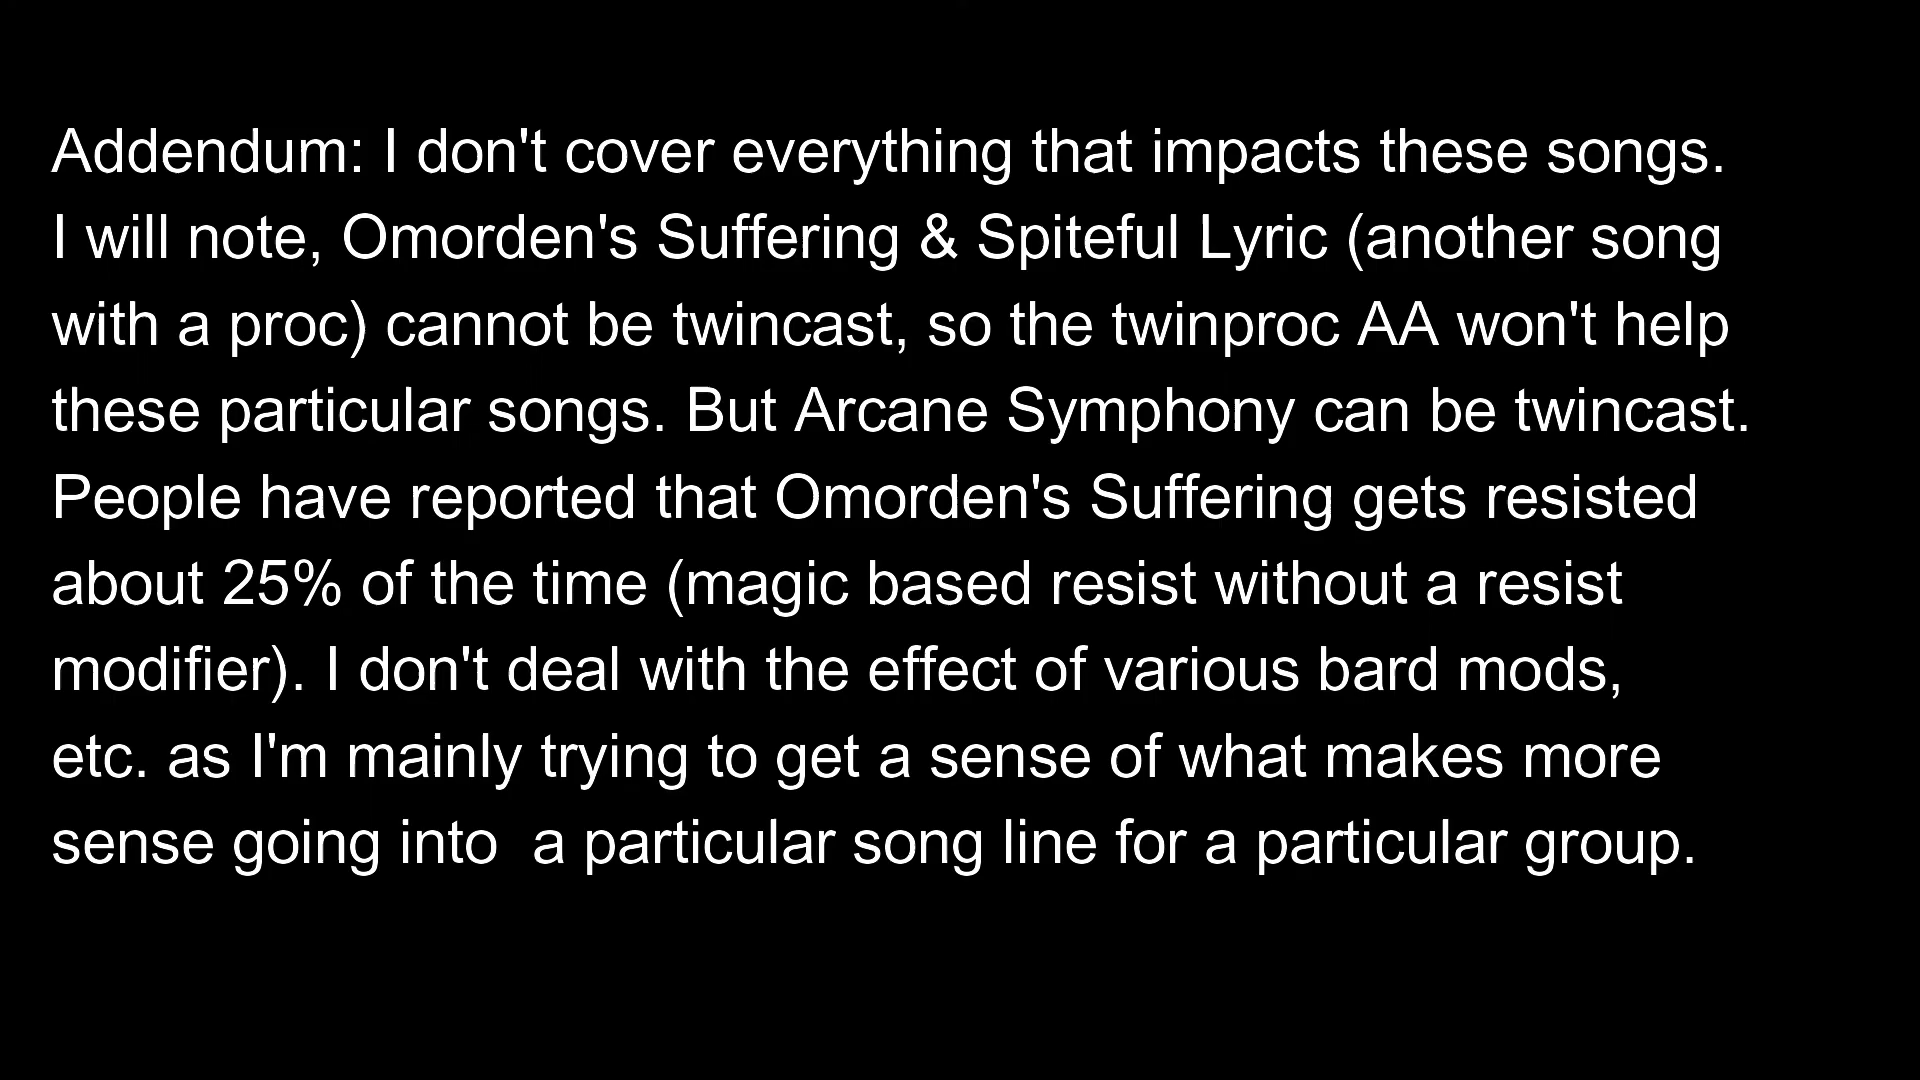 Addendum: I don't cover everything that impacts these songs.
I will note, Omorden's Suffering & Spiteful Lyric (another song
with a proc) cannot be twincast, so the twinproc AA won't help
these particular songs. But Arcane Symphony can be twincast.
People have reported that Omorden's Suffering gets resisted
about 25% of the time (magic based resist without a resist
modifier). I don't deal with the effect of various bard mods,
etc. as I'm mainly trying to get a sense of what makes more
sense going into  a particular song line for a particular group.